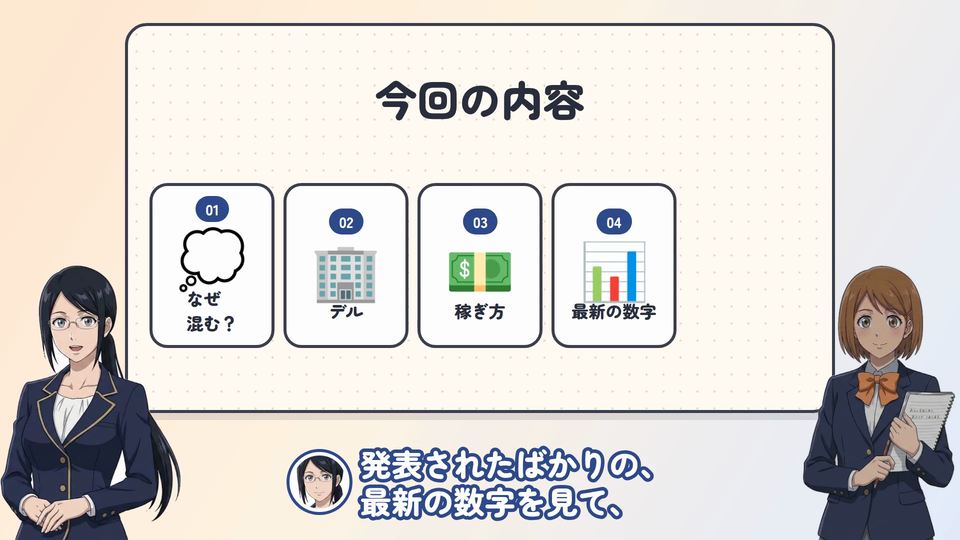 今回の内容
01
なぜ
混む？
02
デル
03
$
稼ぎ方
04
最新の数字
発表されたばかりの、
最新の数字を見て、